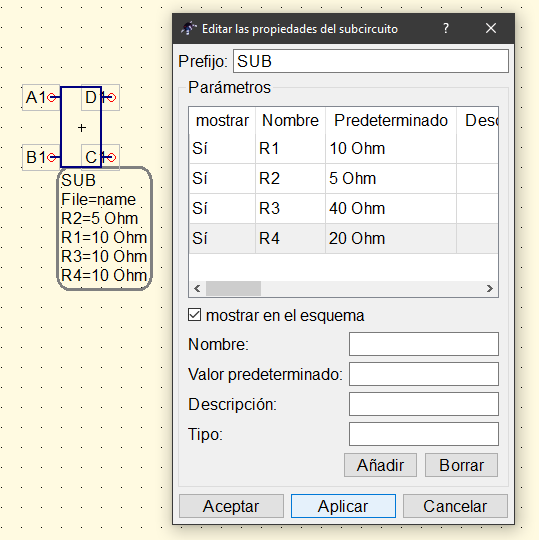 Editar las propiedades del subcircuito ?
Prefijo: SUB
Parámetros
mostrar Nombre Predeterminado Desc
Sí R1 10 Ohm
Sí R2 5 Ohm
Sí R3 40 Ohm
Sí R4 20 Ohm
mostrar en el esquema
Nombre:
Valor predeterminado:
Descripción:
Tipo:
Añadir Borrar
Aceptar Aplicar Cancelar
A1 D1
B1 C1
SUB
File=name
R2=5 Ohm
R1=10 Ohm
R3=10 Ohm
R4=10 Ohm